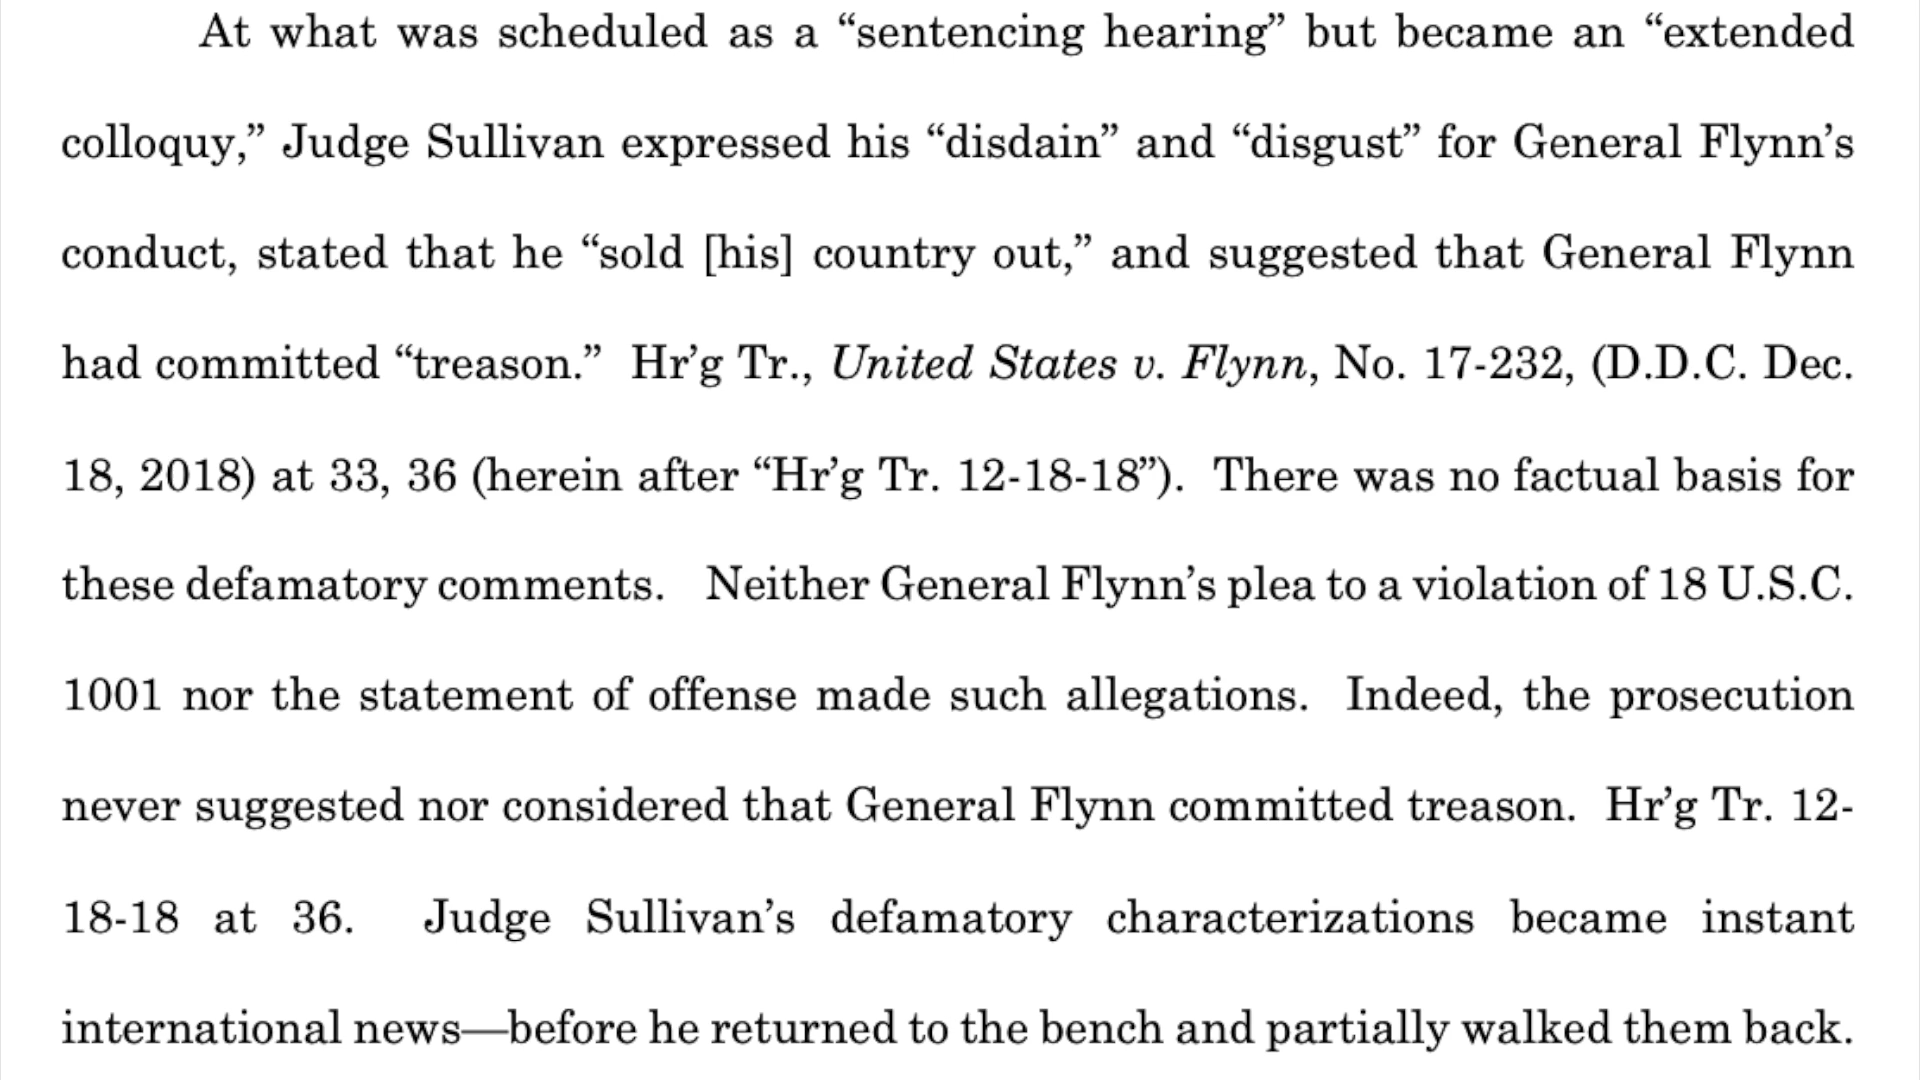 At what was scheduled as a “sentencing hearing” but became an “extended
colloquy,” Judge Sullivan expressed his “disdain” and “disgust” for General Flynn’s
conduct, stated that he “sold [his] country out,” and suggested that General Flynn
had committed “treason.”  Hr’g Tr., United States v. Flynn, No. 17-232, (D.D.C. Dec.
18, 2018) at 33, 36 (herein after “Hr’g Tr. 12-18-18”).  There was no factual basis for
these defamatory comments.  Neither General Flynn’s plea to a violation of 18 U.S.C.
1001 nor the statement of offense made such allegations.  Indeed, the prosecution
never suggested nor considered that General Flynn committed treason.  Hr’g Tr. 12-
18-18 at 36.  Judge Sullivan’s defamatory characterizations became instant
international news—before he returned to the bench and partially walked them back.